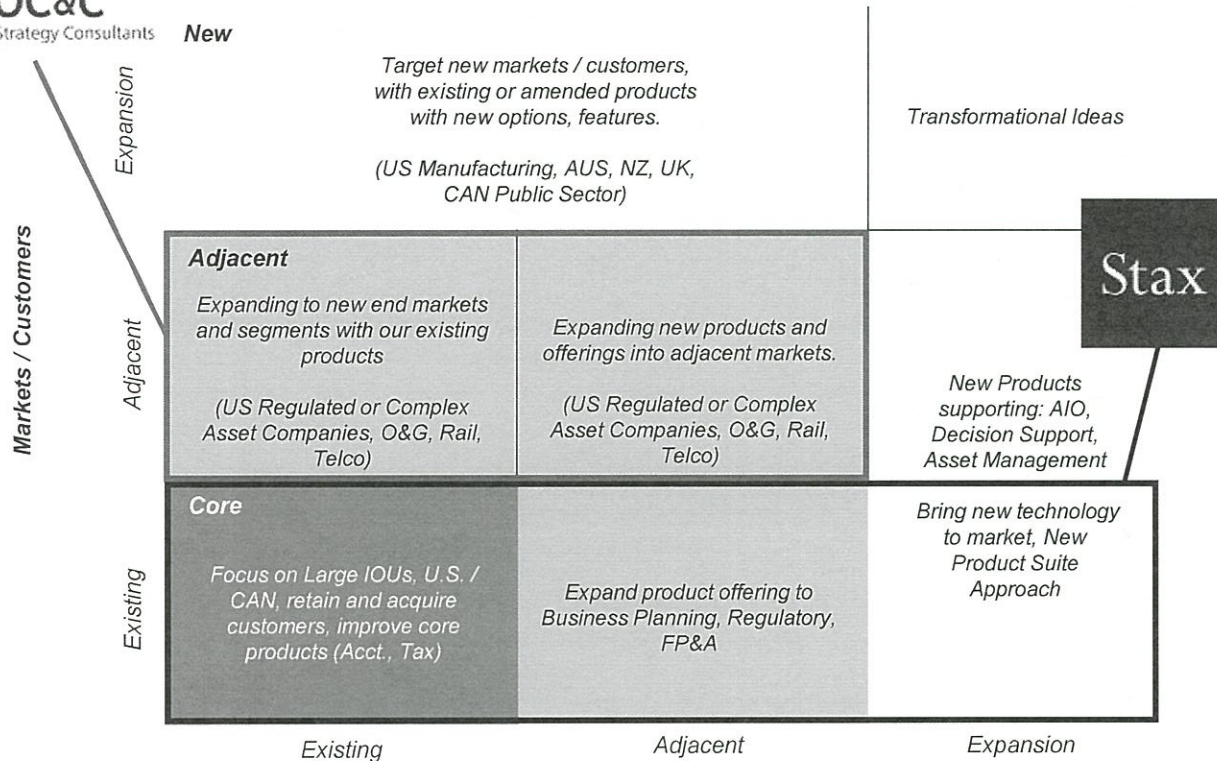 OC&C
Strategy Consultants
New
Expansion
Target new markets / customers,
with existing or amended products
with new options, features.
(US Manufacturing, AUS, NZ, UK,
CAN Public Sector)
Transformational Ideas
Markets / Customers
Adjacent
Adjacent
Expanding to new end markets
and segments with our existing
products
(US Regulated or Complex
Asset Companies, O&G, Rail,
Telco)
Expanding new products and
offerings into adjacent markets.
(US Regulated or Complex
Asset Companies, O&G, Rail,
Telco)
Stax
New Products
supporting: AIO,
Decision Support,
Asset Management
Existing
Core
Focus on Large IOUs, U.S. /
CAN, retain and acquire
customers, improve core
products (Acct., Tax)
Expand product offering to
Business Planning, Regulatory,
FP&A
Bring new technology
to market, New
Product Suite
Approach
Existing
Adjacent
Expansion